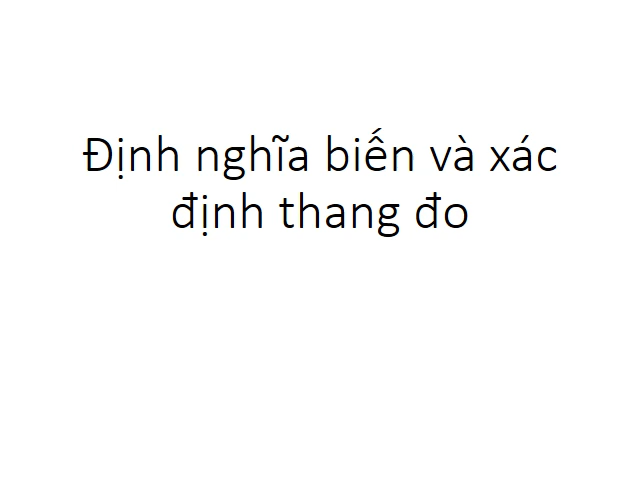 Định nghĩa biến và xác
định thang đo